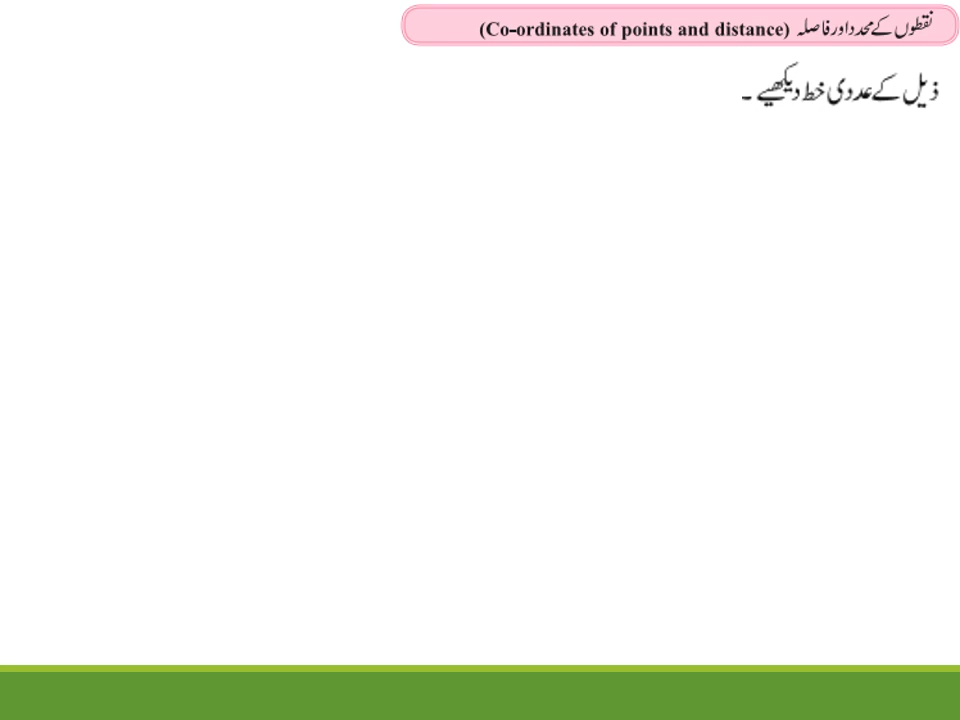 نقطوں کے محدد اور فاصلہ (Co-ordinates of points and distance)
ذیل کے عددی خط دیکھیے ۔